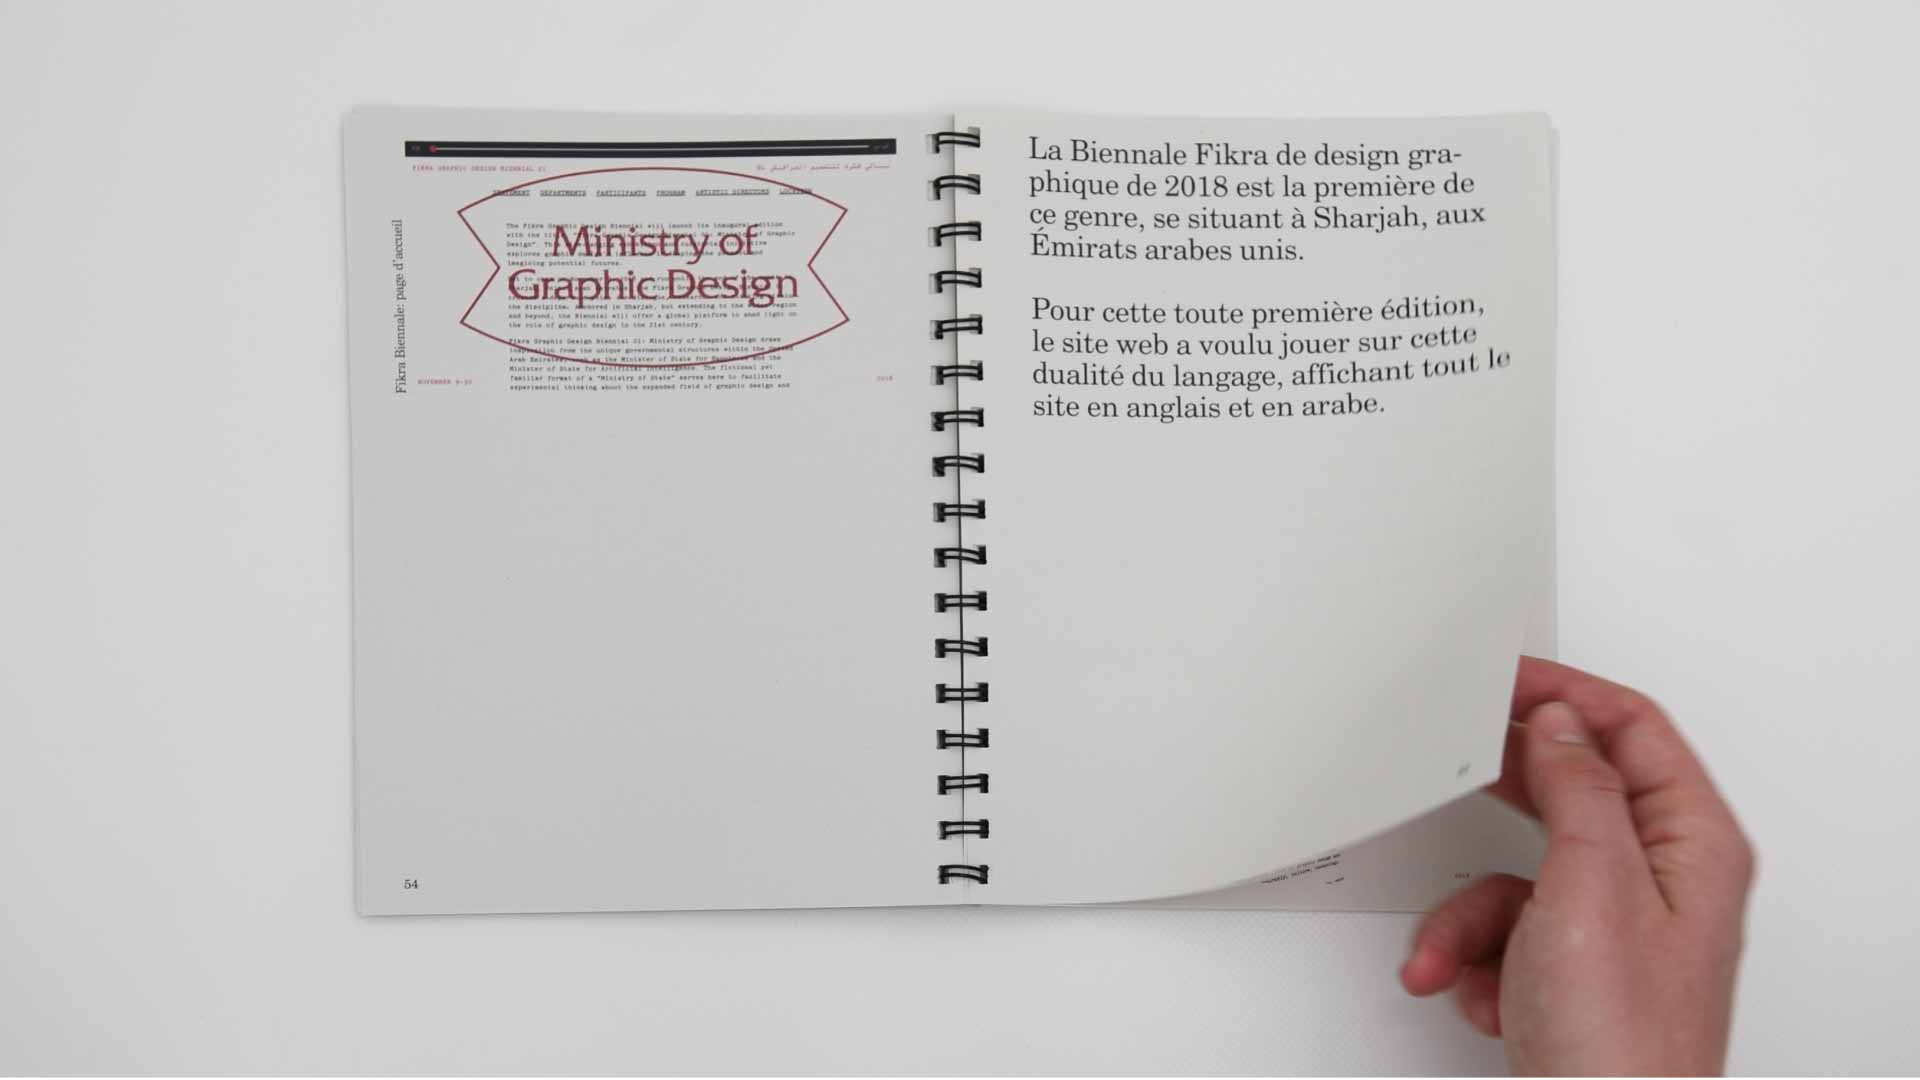 FIKRA GRAPHIC DESIGN BIENNIAL 01
STATEMENT DEPARTMENTS PARTICIPANTS PROGRAM ARTISTIC DIRECTORS LOCATION
Fikra Biennale: page d'accueil
The Fikra Graphic Design Biennial will launch its inaugural edition
with the
of Graphic
Design".
explores
and
imagining potential futures.
Ministry of
Graphic Design
the discipline. Anchored in Sharjah, but extending to the region
and beyond, the Biennial will offer a global platform to shed light on
the role of graphic design in the 21st century.
Fikra Graphic Design Biennial 01: Ministry of Graphic Design draws
inspiration from the unique governmental structures within the United
Arab Emirates, such as the Minister of State for Happiness and the
Minister of State for Artificial Intelligence. The fictional yet
familiar format of a "Ministry of State" serves here to facilitate
experimental thinking about the expanded field of graphic design and
NOVEMBER 9-30
2018
54
La Biennale Fikra de design gra-
phique de 2018 est la première de
ce genre, se situant à Sharjah, aux
Émirats arabes unis.
Pour cette toute première édition,
le site web a voulu jouer sur cette
dualité du langage, affichant tout le
site en anglais et en arabe.
2018